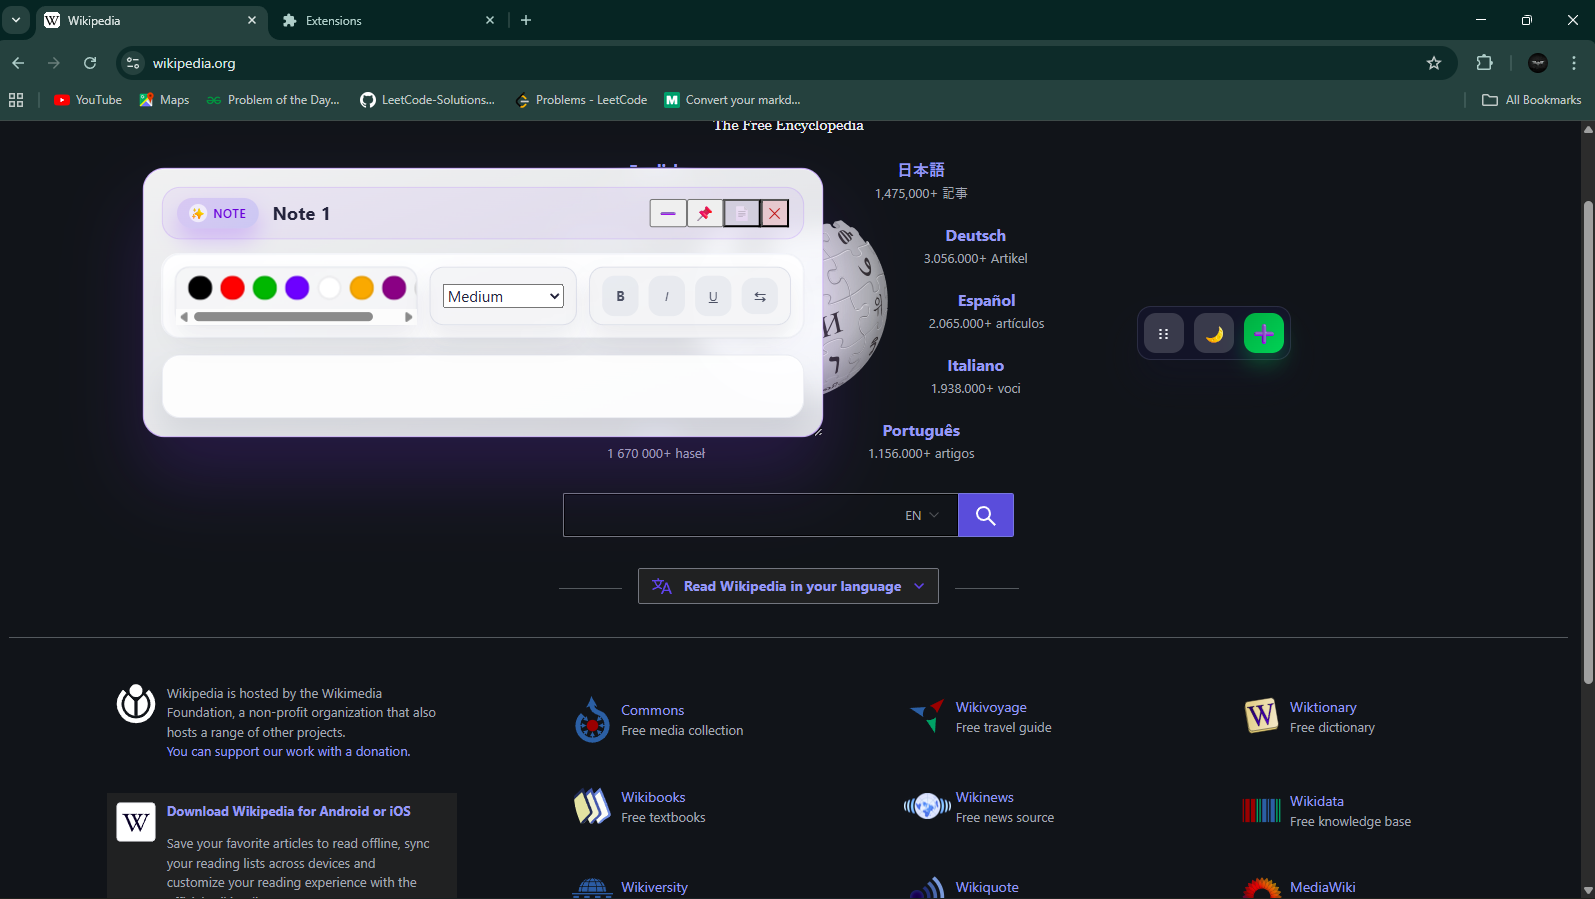 Wikipedia
Extensions
wikipedia.org
YouTube
Maps
Problem of the Day...
LeetCode-Solutions...
Problems - LeetCode
Convert your markd...
All Bookmarks
The Free Encyclopedia
日本語
1,475,000+ 記事
NOTE
Note 1
Deutsch
3.056.000+ Artikel
Medium
B I U
Español
2.065.000+ artículos
Italiano
1.938.000+ voci
Português
1 670 000+ haseł
1.156.000+ artigos
EN
Read Wikipedia in your language
Wikipedia is hosted by the Wikimedia
Foundation, a non-profit organization that also
hosts a range of other projects.
You can support our work with a donation.
Commons
Free media collection
Wikivoyage
Free travel guide
Wiktionary
Free dictionary
Download Wikipedia for Android or iOS
Save your favorite articles to read offline, sync
your reading lists across devices and
customize your reading experience with the
Wikibooks
Free textbooks
Wikinews
Free news source
Wikidata
Free knowledge base
Wikiversity
Wikiquote
MediaWiki